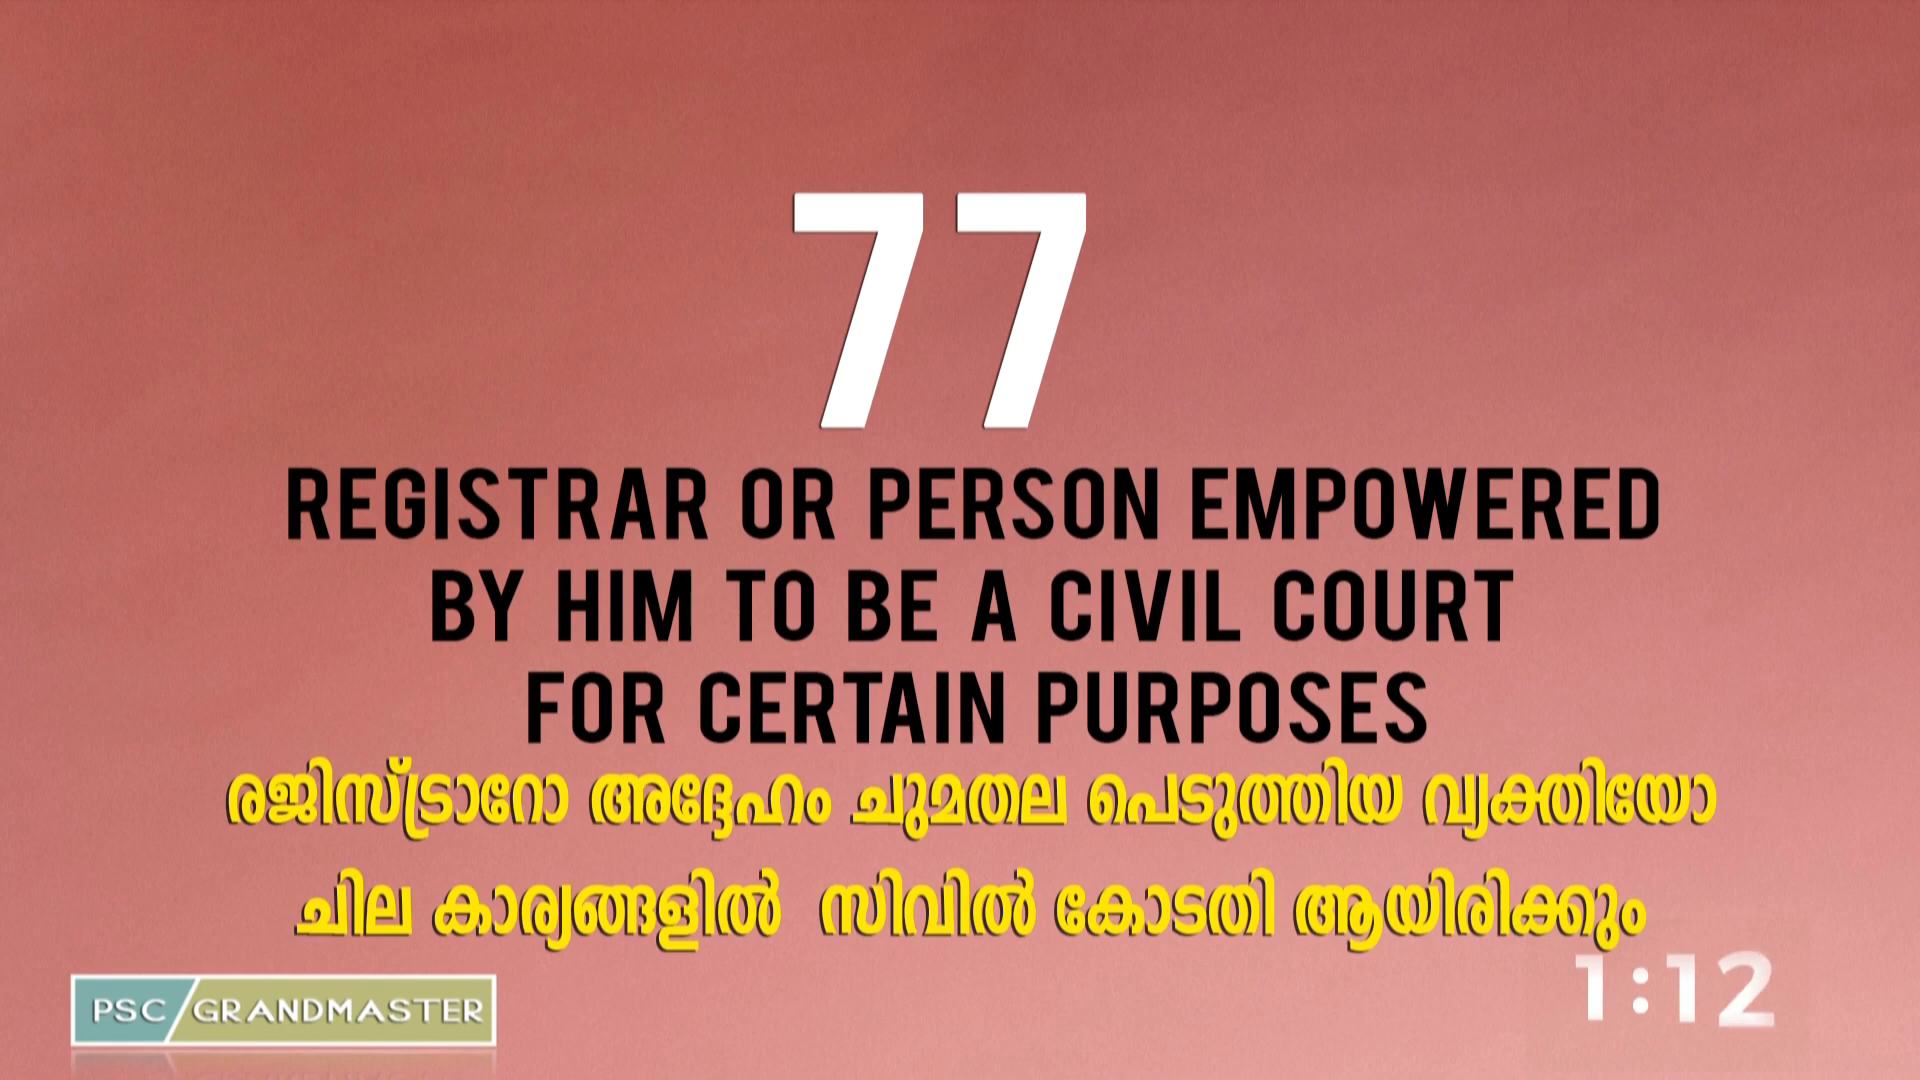 77
REGISTRAR OR PERSON EMPOWERED
BY HIM TO BE A CIVIL COURT
FOR CERTAIN PURPOSES
രജിസ്ട്രാറോ അദ്ദേഹം ചുമതല പെടുത്തിയ വ്യക്തിയോ
ചില കാര്യങ്ങളിൽ സിവിൽ കോടതി ആയിരിക്കും
1:12
PSC/GRANDMASTER